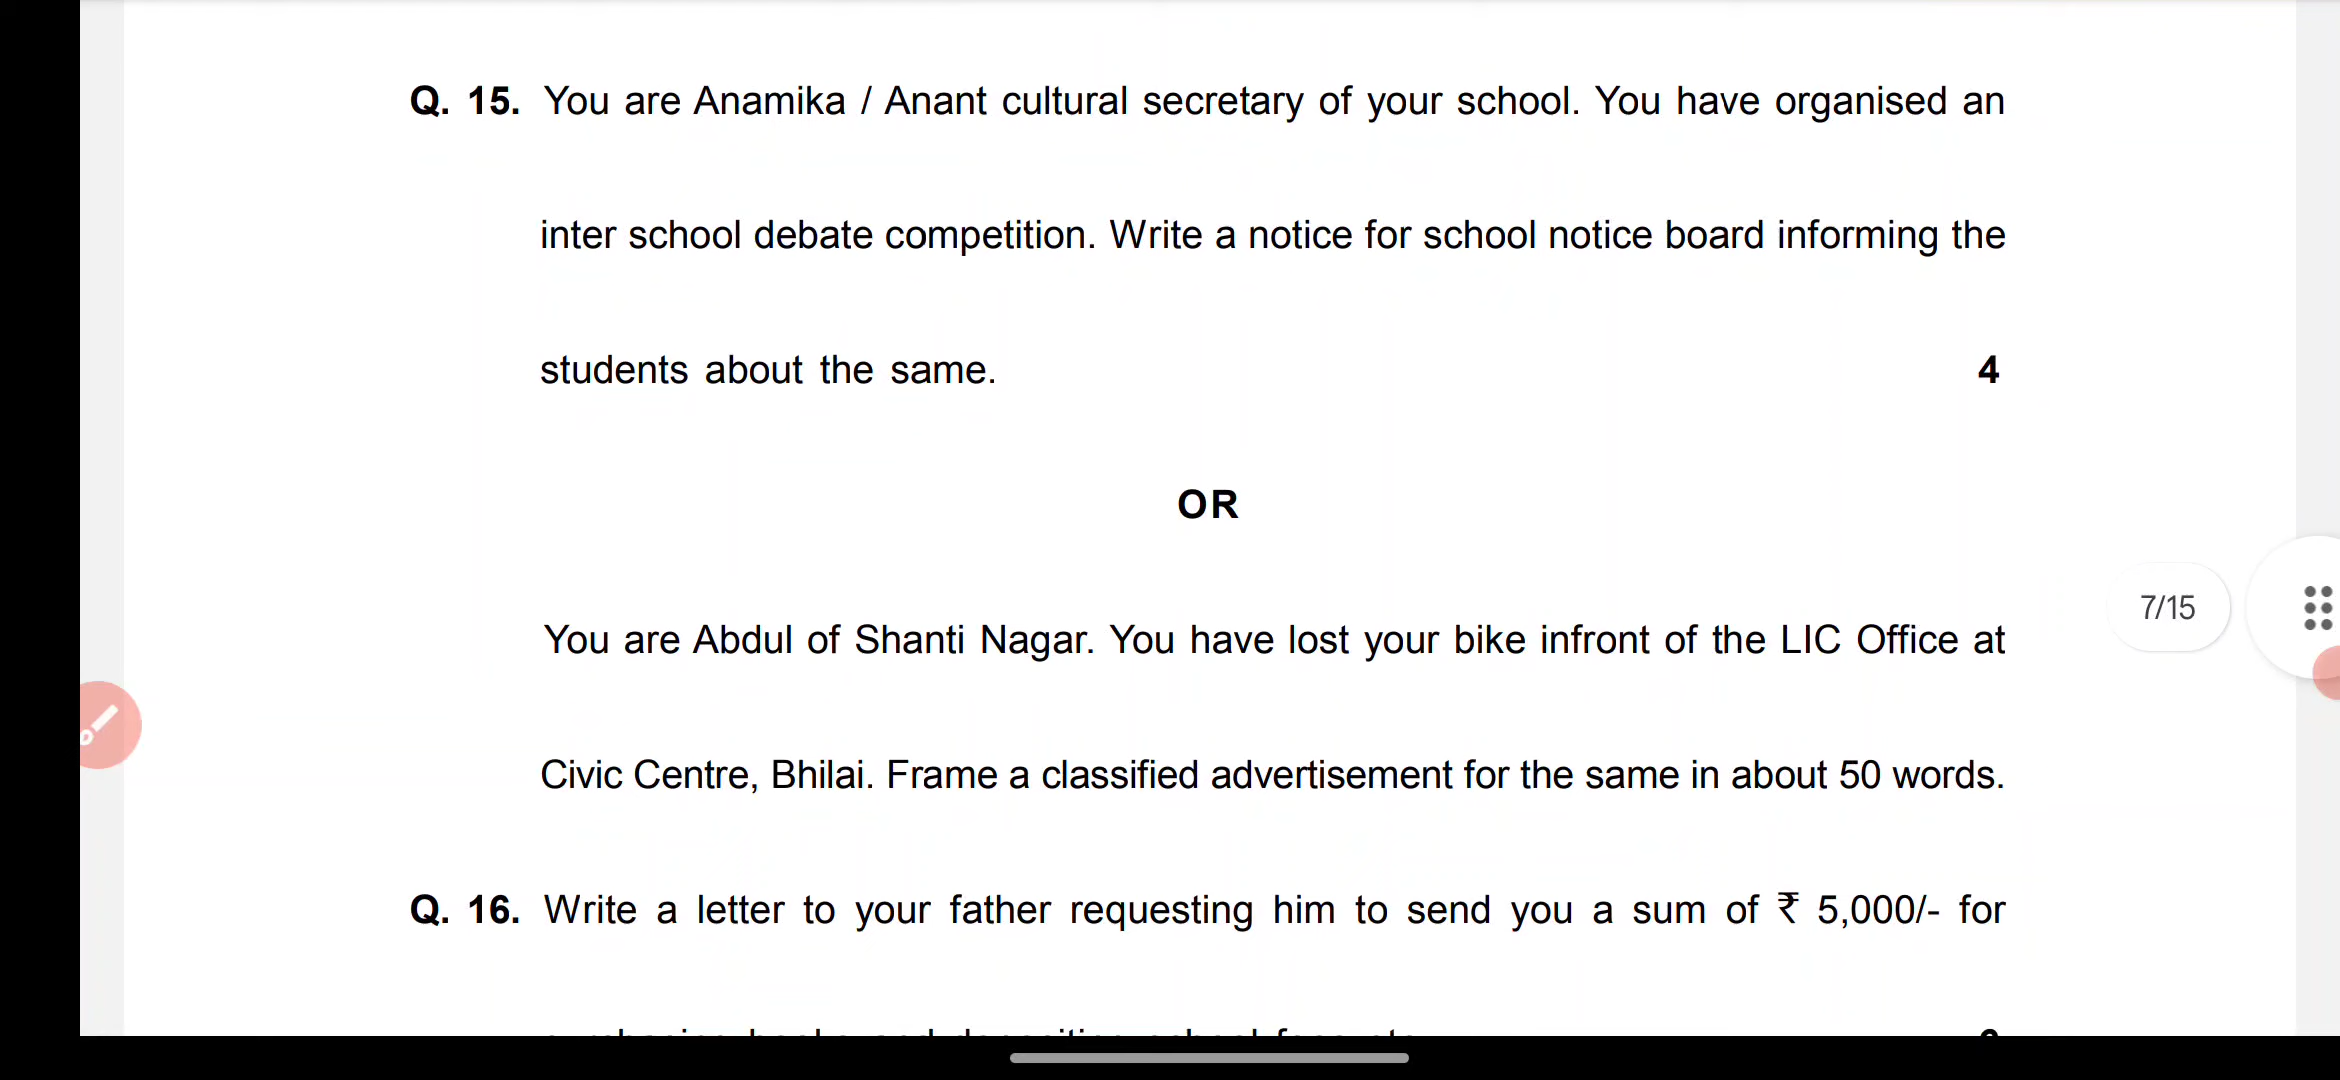 Q. 15. You are Anamika / Anant cultural secretary of your school. You have organised an
inter school debate competition. Write a notice for school notice board informing the
students about the same. 4
OR
You are Abdul of Shanti Nagar. You have lost your bike infront of the LIC Office at
Civic Centre, Bhilai. Frame a classified advertisement for the same in about 50 words.
7/15
Q. 16. Write a letter to your father requesting him to send you a sum of ₹ 5,000/- for